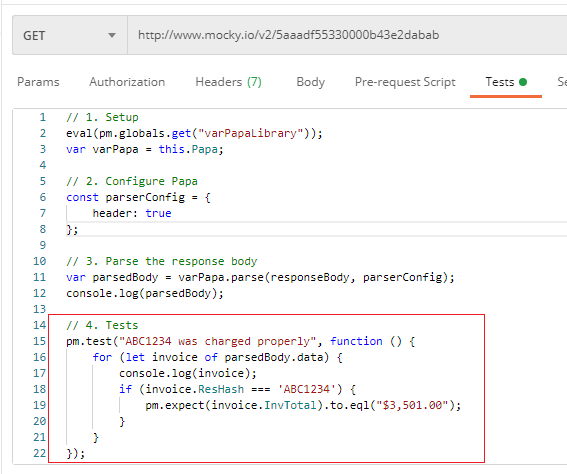 GET http://www.mocky.io/v2/5aaadf55330000b43e2dabab
Params Authorization Headers (7) Body Pre-request Script Tests Se
1 // 1. Setup
2 eval(pm.globals.get("varPapaLibrary"));
3 var varPapa = this.Papa;
4
5 // 2. Configure Papa
6 const parserConfig = {
7     header: true
8 };
9
10 // 3. Parse the response body
11 var parsedBody = varPapa.parse(responseBody, parserConfig);
12 console.log(parsedBody);
13
14 // 4. Tests
15 pm.test("ABC1234 was charged properly", function () {
16     for (let invoice of parsedBody.data) {
17         console.log(invoice);
18         if (invoice.ResHash === 'ABC1234') {
19             pm.expect(invoice.InvTotal).to.eql("$3,501.00");
20         }
21     }
22 });